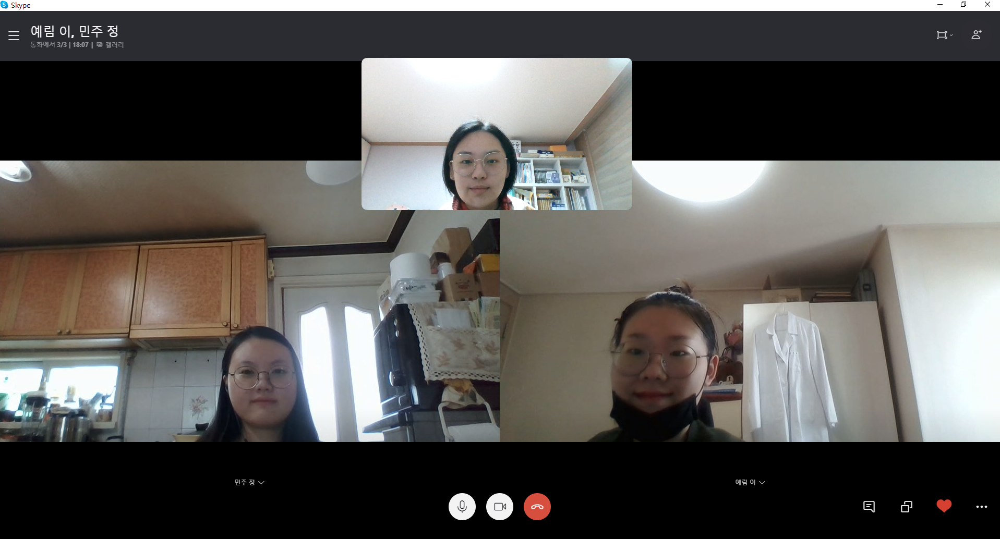 Skype
예림 이, 민주 정
통화에서 3/3 | 18:07 | 갤러리
민주 정
예림 이